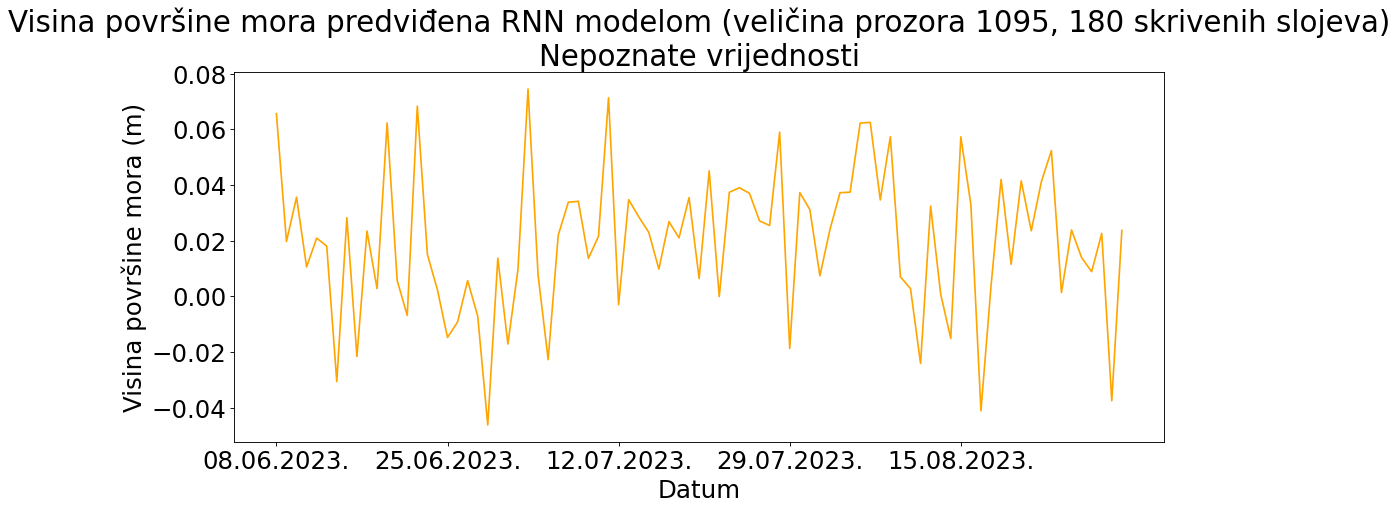 Visina površine mora predviđena RNN modelom (veličina prozora 1095, 180 skrivenih slojeva)
Nepoznate vrijednosti
Visina površine mora (m)
0.08
0.06
0.04
0.02
0.00
−0.02
−0.04
08.06.2023. 25.06.2023. 12.07.2023. 29.07.2023. 15.08.2023.
Datum